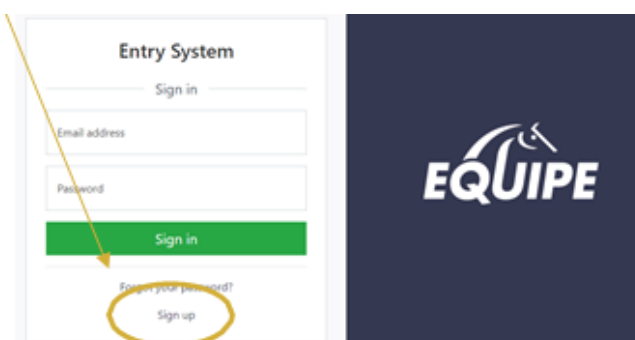 Entry System
Sign in
Email address
Password
Sign in
Forgot your password?
Sign up
EQUIPE